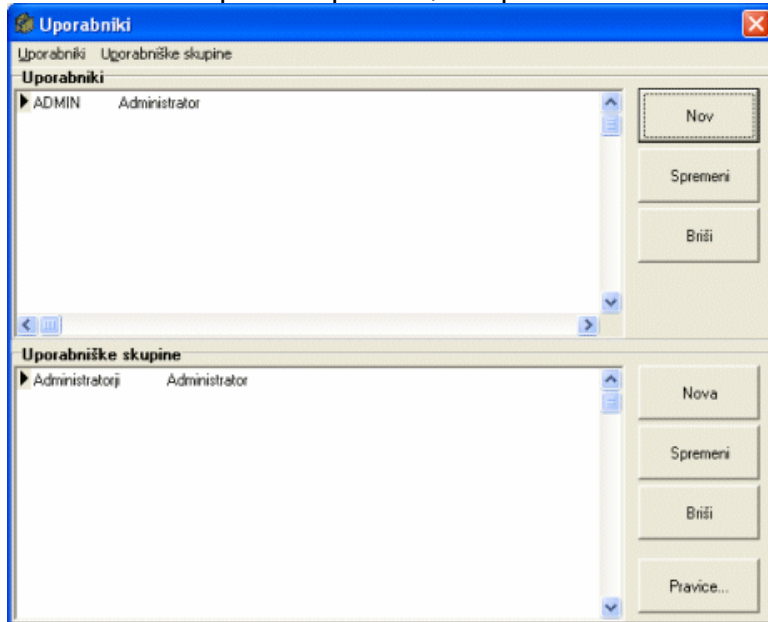 Uporabniki
Uporabniki Uporabniške skupine
Uporabniki
ADMIN Administrator
Nov
Spremeni
Briši
Uporabniške skupine
Administratorji Administrator
Nova
Spremeni
Briši
Pravice...